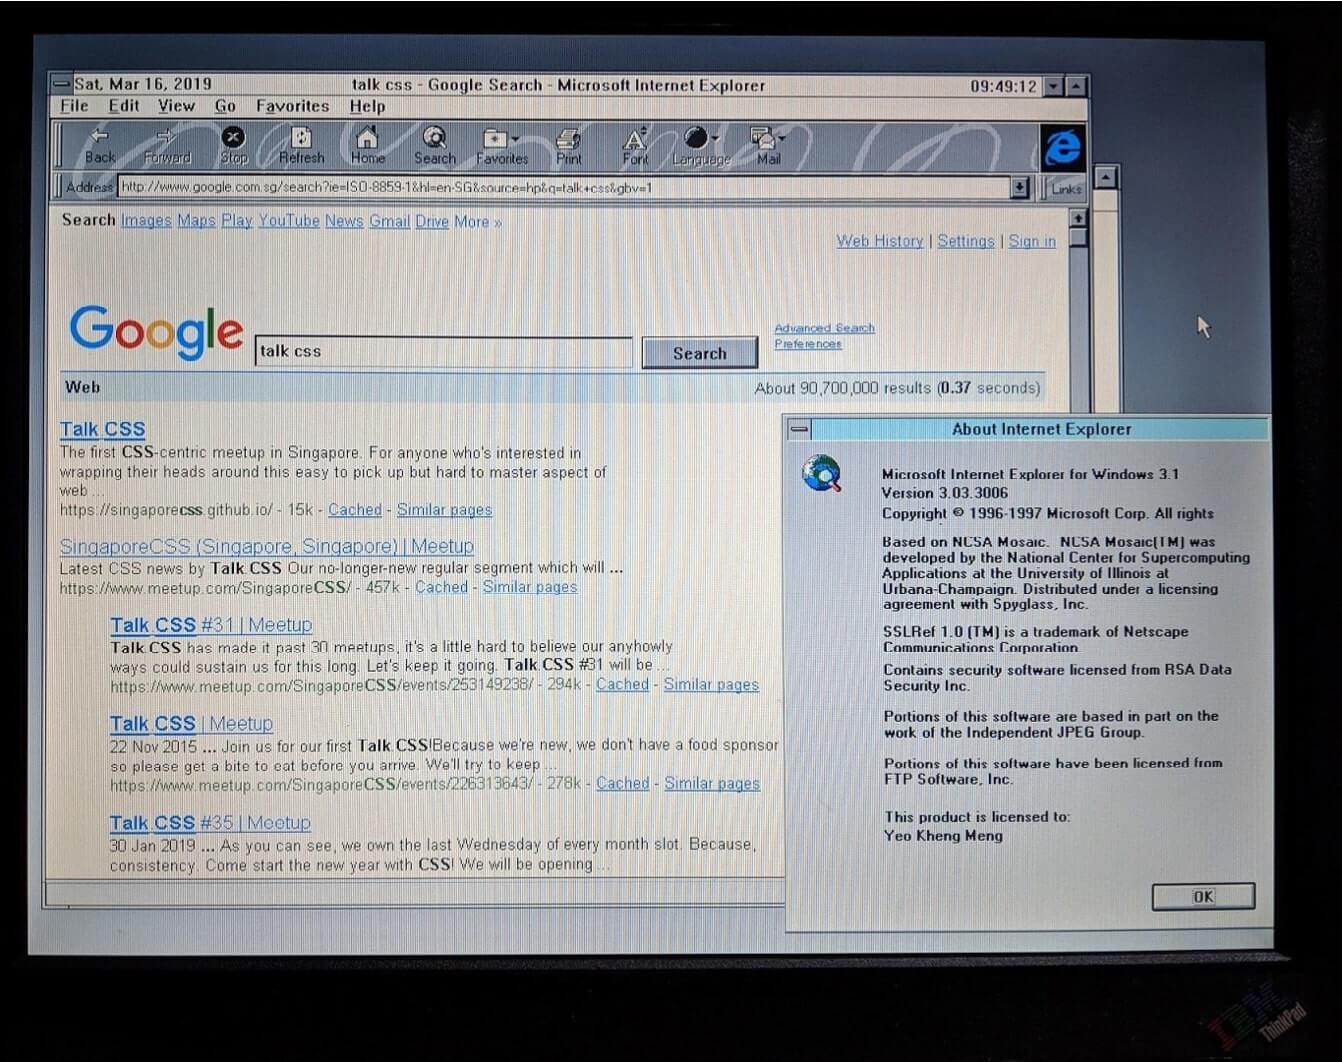 Sat, Mar 16, 2019 talk css - Google Search - Microsoft Internet Explorer 09:49:12
File Edit View Go Favorites Help
Back Forward Stop Refresh Home Search Favorites Print Font Language Mail
Address http://www.google.com.sg/search?ie=ISO-8859-1&hl=en-SG&source=hp&q=talk+css&gbv=1 Links
Search Images Maps Play YouTube News Gmail Drive More »
Web History | Settings | Sign in
Google talk css Search
Advanced Search
Preferences
Web About 90,700,000 results (0.37 seconds)
Talk CSS
The first CSS-centric meetup in Singapore. For anyone who's interested in
wrapping their heads around this easy to pick up but hard to master aspect of
web ...
https://singaporecss.github.io/ - 15k - Cached - Similar pages
SingaporeCSS (Singapore, Singapore) | Meetup
Latest CSS news by Talk.CSS Our no-longer-new regular segment which will ...
https://www.meetup.com/SingaporeCSS/ - 457k - Cached - Similar pages
Talk.CSS #31 | Meetup
Talk.CSS has made it past 30 meetups, it's a little hard to believe our anyhowly
ways could sustain us for this long. Let's keep it going. Talk.CSS #31 will be ...
https://www.meetup.com/SingaporeCSS/events/253149238/ - 294k - Cached - Similar pages
Talk.CSS | Meetup
22 Nov 2015 ... Join us for our first Talk.CSS!Because we're new, we don't have a food sponsor
so please get a bite to eat before you arrive. We'll try to keep ...
https://www.meetup.com/SingaporeCSS/events/226313643/ - 278k - Cached - Similar pages
Talk.CSS #35 | Meetup
30 Jan 2019 ... As you can see, we own the last Wednesday of every month slot. Because,
consistency. Come start the new year with CSS! We will be opening ...
About Internet Explorer
Microsoft Internet Explorer for Windows 3.1
Version 3.03.3006
Copyright © 1996-1997 Microsoft Corp. All rights
Based on NCSA Mosaic. NCSA Mosaic(TM) was
developed by the National Center for Supercomputing
Applications at the University of Illinois at
Urbana-Champaign. Distributed under a licensing
agreement with Spyglass, Inc.
SSLRef 1.0 (TM) is a trademark of Netscape
Communications Corporation
Contains security software licensed from RSA Data
Security Inc.
Portions of this software are based in part on the
work of the Independent JPEG Group.
Portions of this software have been licensed from
FTP Software, Inc.
This product is licensed to:
Yeo Kheng Meng
OK
IBM
ThinkPad